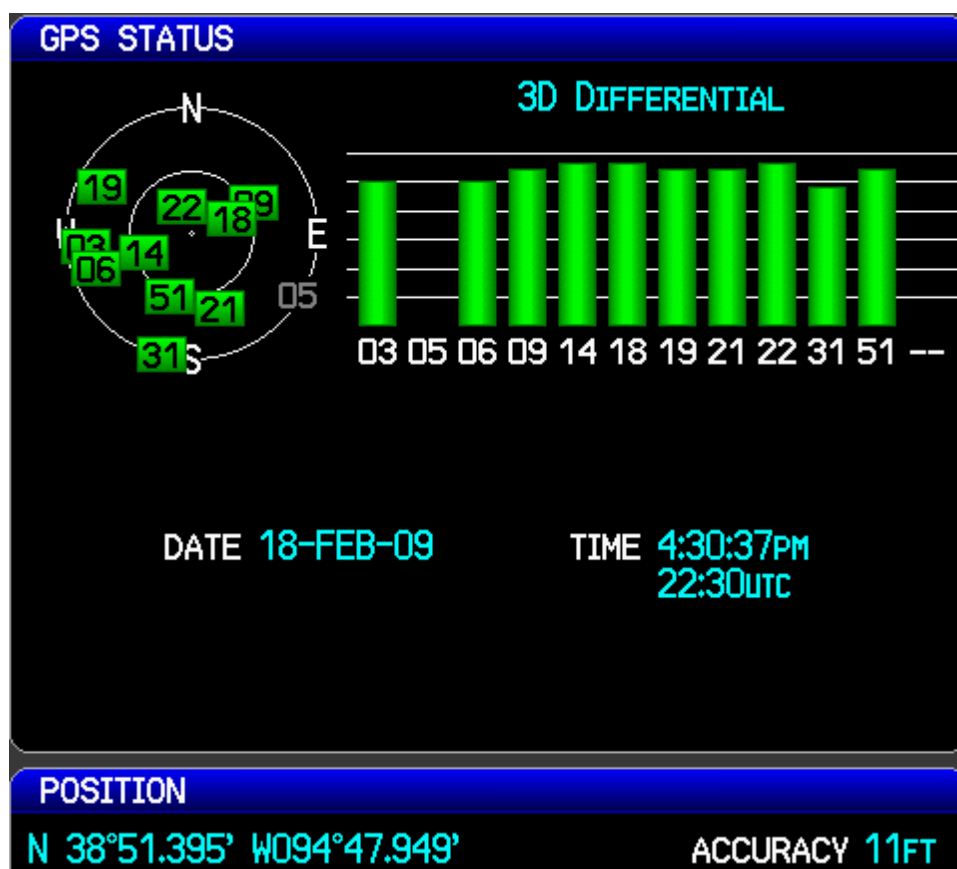 GPS STATUS
3D DIFFERENTIAL
N
19
22
18
09
E
03
14
06
05
51
21
31
S
03 05 06 09 14 18 19 21 22 31 51 --
DATE 18-FEB-09
TIME 4:30:37PM
22:30UTC
POSITION
N 38°51.395' W094°47.949'
ACCURACY 11FT